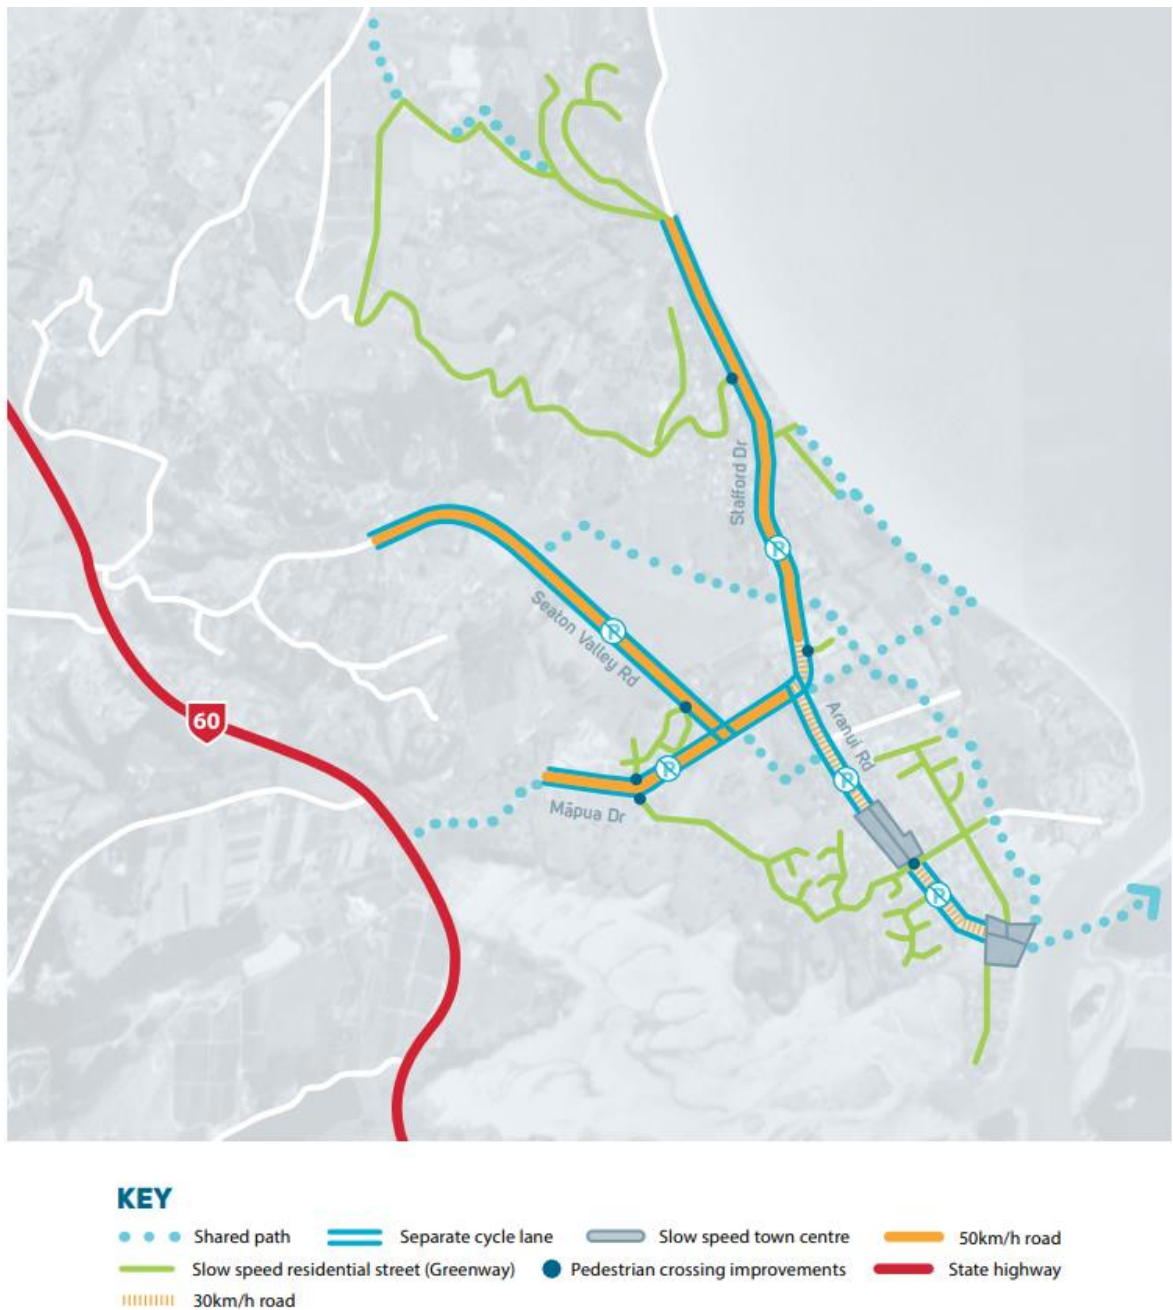 Stafford Dr
P
Seaton Valley Rd
P
60
Aranui Rd
P
P
Māpua Dr
P
KEY
Shared path
Separate cycle lane
Slow speed town centre
50km/h road
Slow speed residential street (Greenway)
Pedestrian crossing improvements
State highway
30km/h road